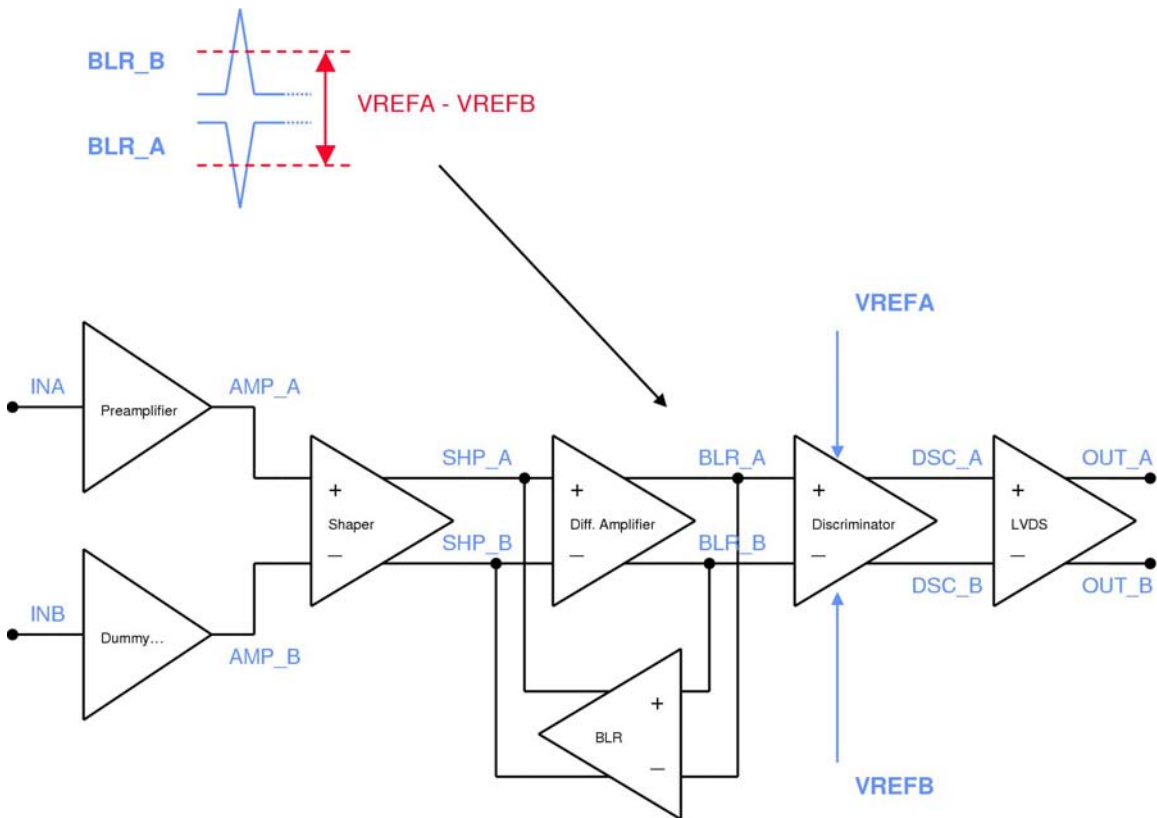 BLR_B
VREFA - VREFB
BLR_A
VREFA
INA
AMP_A
Preamplifier
SHP_A
BLR_A
DSC_A
OUT_A
+
+
+
+
Shaper
Diff. Amplifier
Discriminator
LVDS
SHP_B
BLR_B
–
–
–
–
DSC_B
OUT_B
INB
Dummy...
AMP_B
+
BLR
–
VREFB